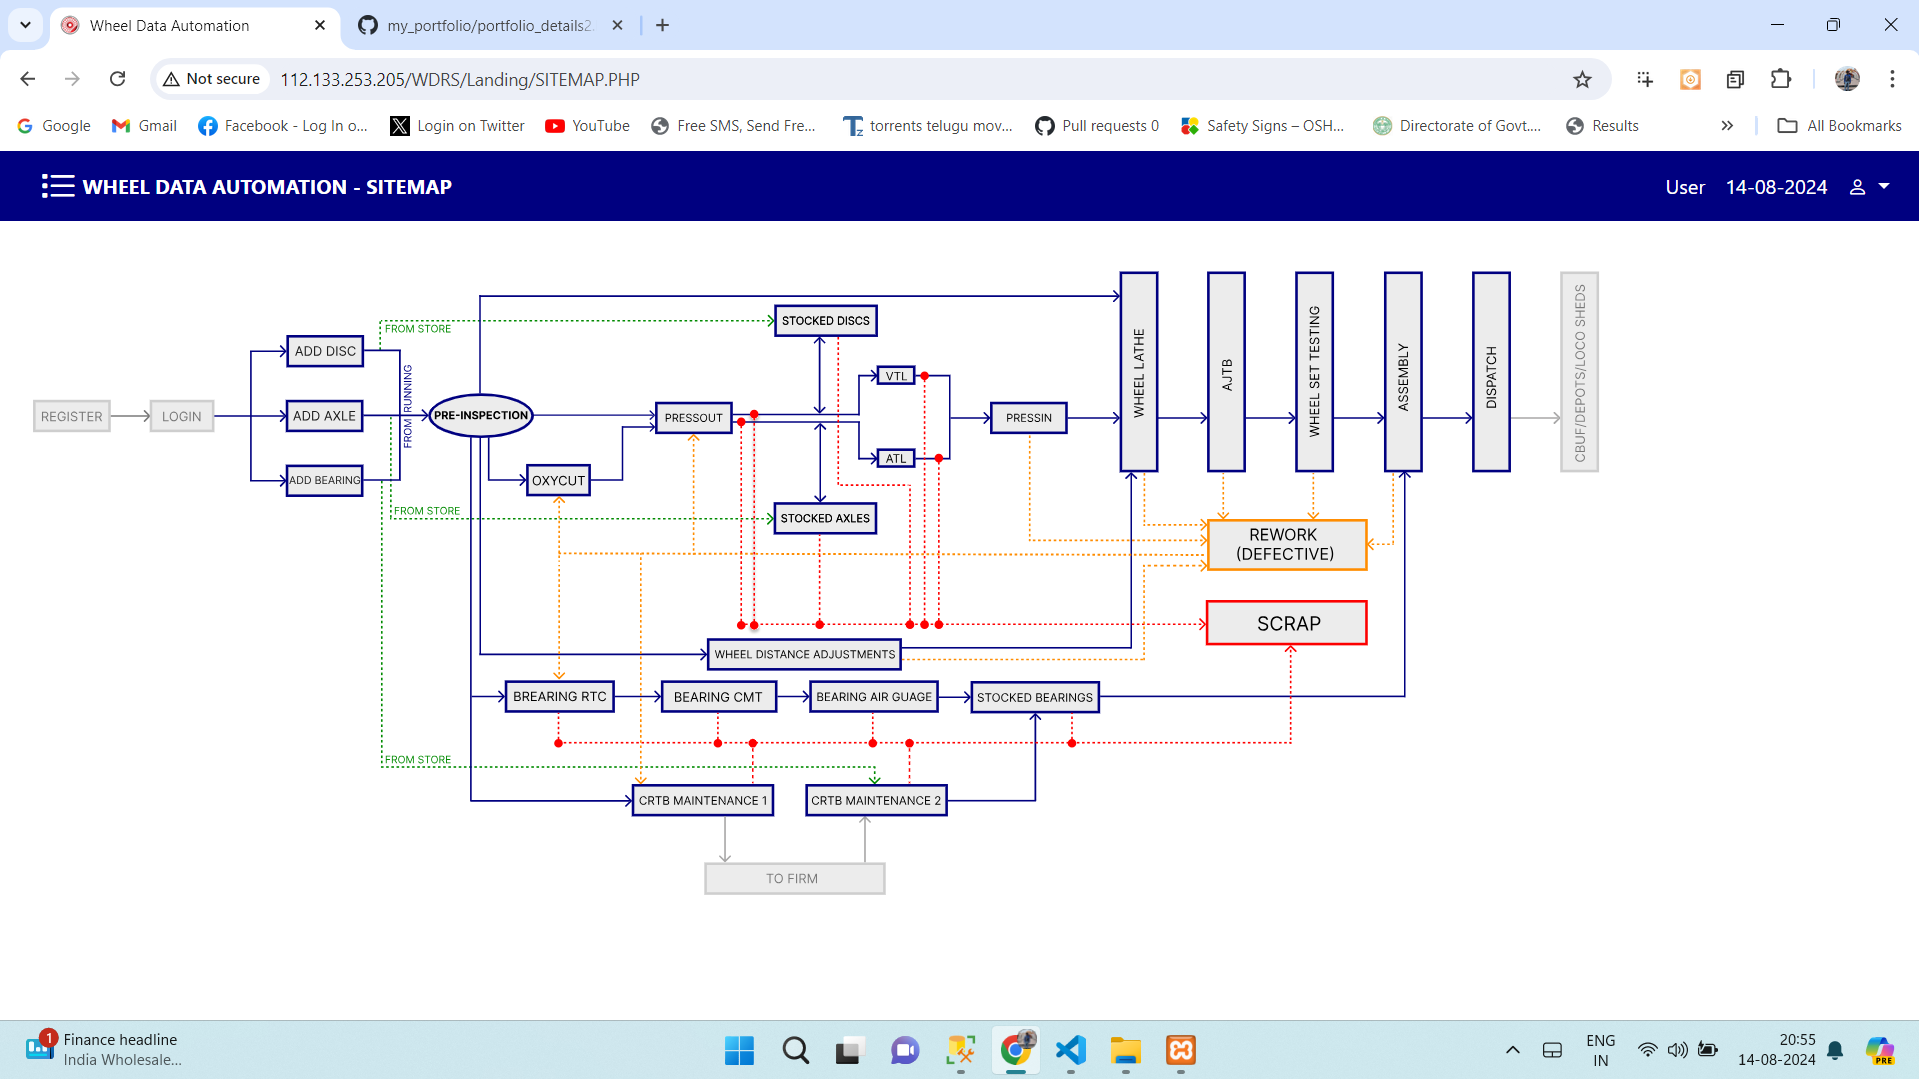 Wheel Data Automation
my_portfolio/portfolio_details2.
Not secure
112.133.253.205/WDRS/Landing/SITEMAP.PHP
Google
Gmail
Facebook - Log In o...
Login on Twitter
YouTube
Free SMS, Send Fre...
torrents telugu mov...
Pull requests 0
Safety Signs – OSH...
Directorate of Govt....
Results
All Bookmarks
WHEEL DATA AUTOMATION - SITEMAP
User 14-08-2024
REGISTER
LOGIN
ADD DISC
ADD AXLE
ADD BEARING
FROM STORE
FROM RUNNING
FROM STORE
FROM STORE
PRE-INSPECTION
OXYCUT
PRESSOUT
STOCKED DISCS
STOCKED AXLES
VTL
ATL
PRESSIN
WHEEL LATHE
AJTB
WHEEL SET TESTING
ASSEMBLY
DISPATCH
CBUF/DEPOTS/LOCO SHEDS
REWORK
(DEFECTIVE)
SCRAP
WHEEL DISTANCE ADJUSTMENTS
BREARING RTC
BEARING CMT
BEARING AIR GUAGE
STOCKED BEARINGS
CRTB MAINTENANCE 1
CRTB MAINTENANCE 2
TO FIRM
1
Finance headline
India Wholesale...
PRE
ENG
IN
20:55
14-08-2024